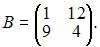 B = (1 12
9 4).